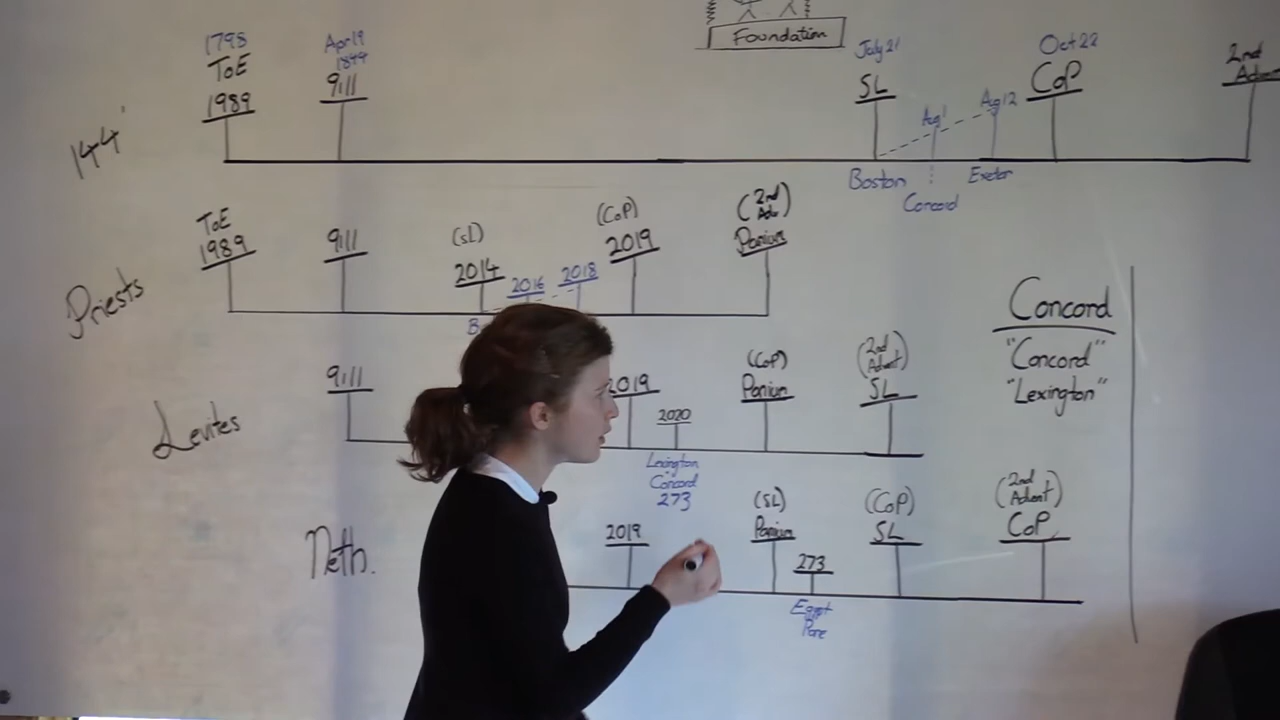 Foundation
1798
ToE
1989
Apr 19
1844
9.11
July 21
SL
Aug 1
Aug 12
Oct 22
CoP
2nd
144'
Boston
Concord
Exeter
ToE
1989
9.11
(SL)
2014
2016
2018
(CoP)
2019
(2nd
Adv)
Panium
Priests
B
9.11
2019
2020
(CoP)
Panium
(2nd
Advent)
SL
Levites
Lexington
Concord
273
2019
(SL)
Panium
273
(CoP)
SL
(2nd
Advent)
CoP
Neth.
Egypt
Concord
"Concord"
"Lexington"